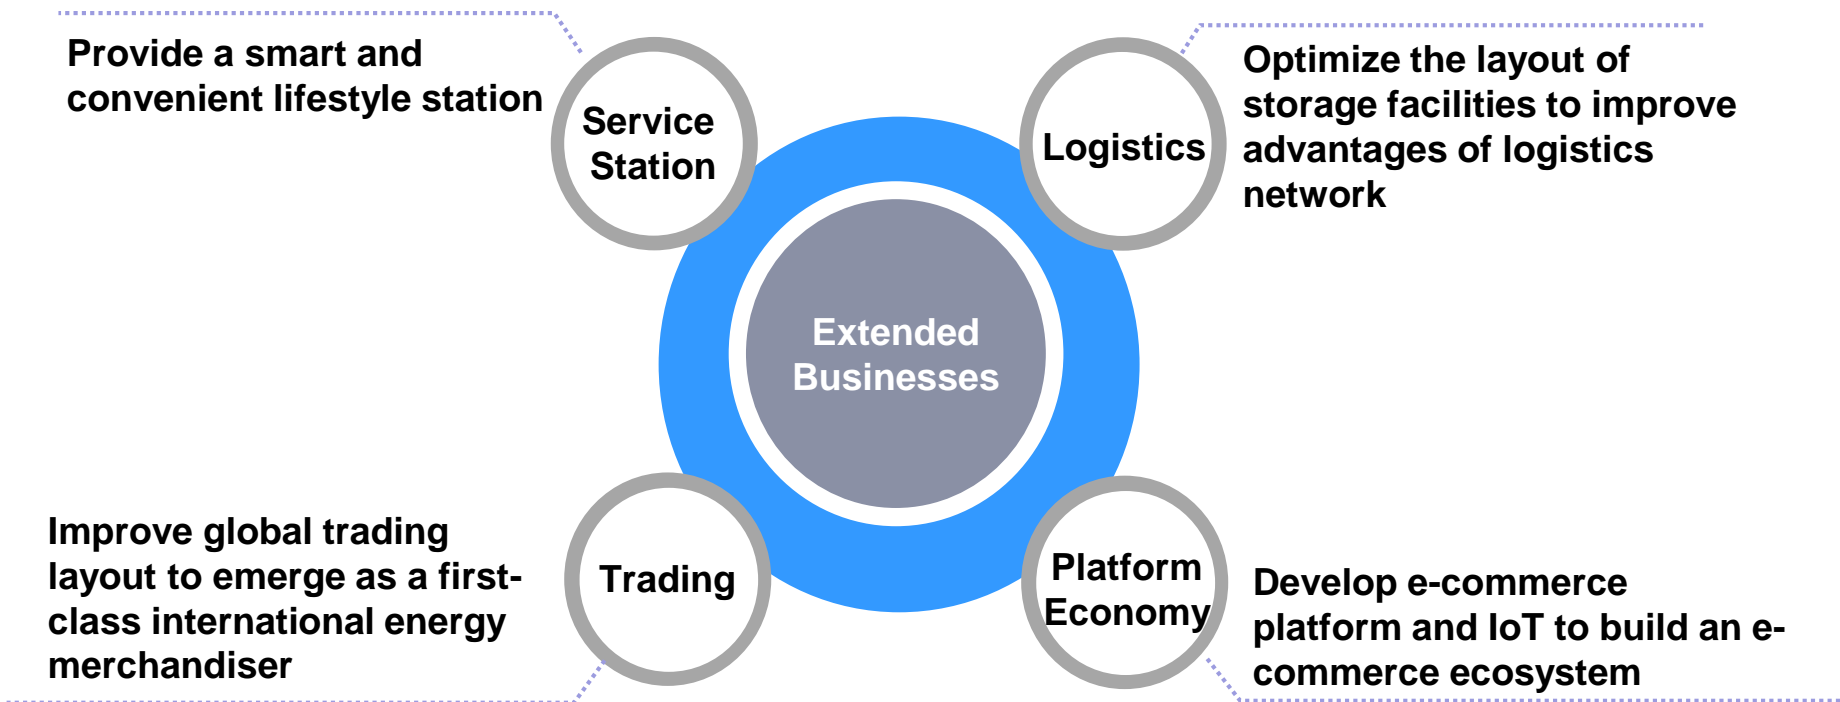 Provide a smart and
convenient lifestyle station
Service
Station
Logistics
Optimize the layout of
storage facilities to improve
advantages of logistics
network
Extended
Businesses
Improve global trading
layout to emerge as a first-
class international energy
merchandiser
Trading
Platform
Economy
Develop e-commerce
platform and IoT to build an e-
commerce ecosystem